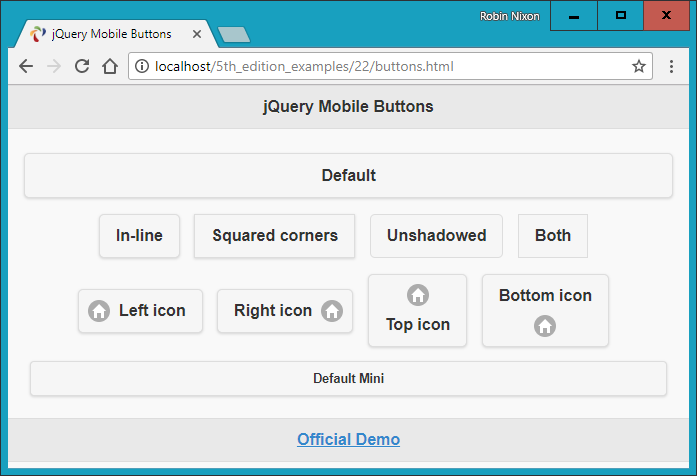 Robin Nixon
jQuery Mobile Buttons
localhost/5th_edition_examples/22/buttons.html
jQuery Mobile Buttons
Default
In-line Squared corners Unshadowed Both
Left icon Right icon Top icon Bottom icon
Default Mini
Official Demo